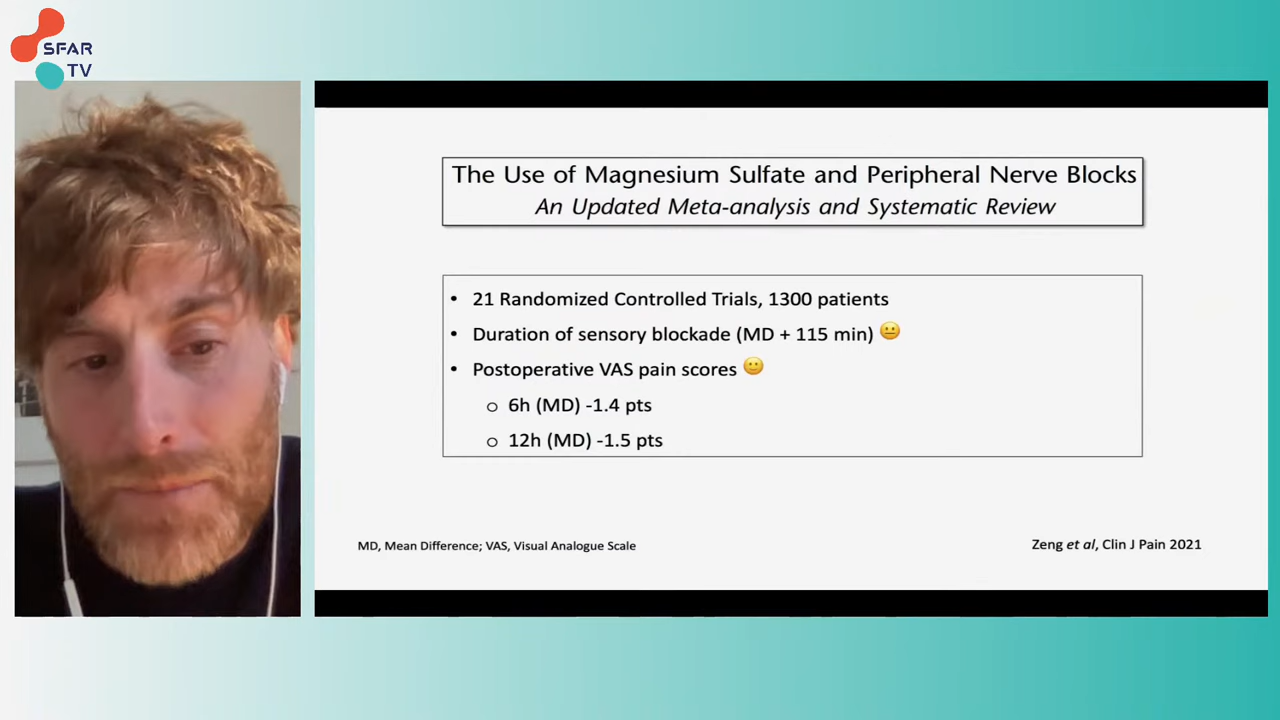 SFAR
TV
The Use of Magnesium Sulfate and Peripheral Nerve Blocks
An Updated Meta-analysis and Systematic Review
• 21 Randomized Controlled Trials, 1300 patients
• Duration of sensory blockade (MD + 115 min) 😐
• Postoperative VAS pain scores 🙂
o 6h (MD) -1.4 pts
o 12h (MD) -1.5 pts
MD, Mean Difference; VAS, Visual Analogue Scale
Zeng et al, Clin J Pain 2021